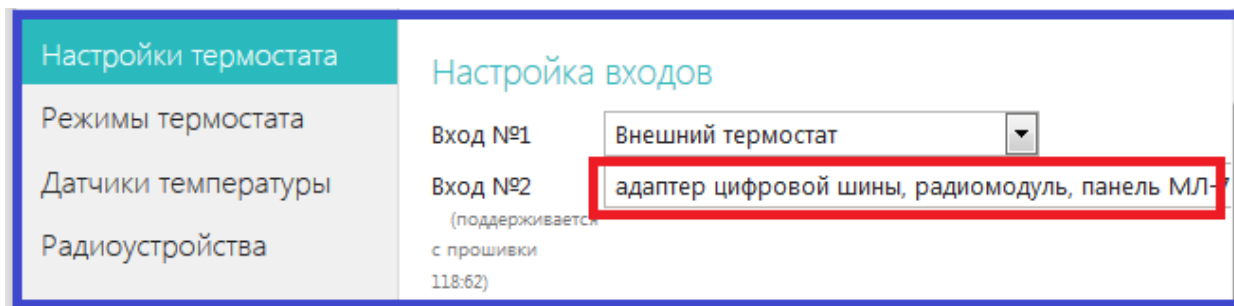 Настройки термостата
Режимы термостата
Датчики температуры
Радиоустройства
Настройка входов
Вход №1 Внешний термостат
Вход №2 адаптер цифровой шины, радиомодуль, панель МЛ-7
(поддерживается
с прошивки
118:62)